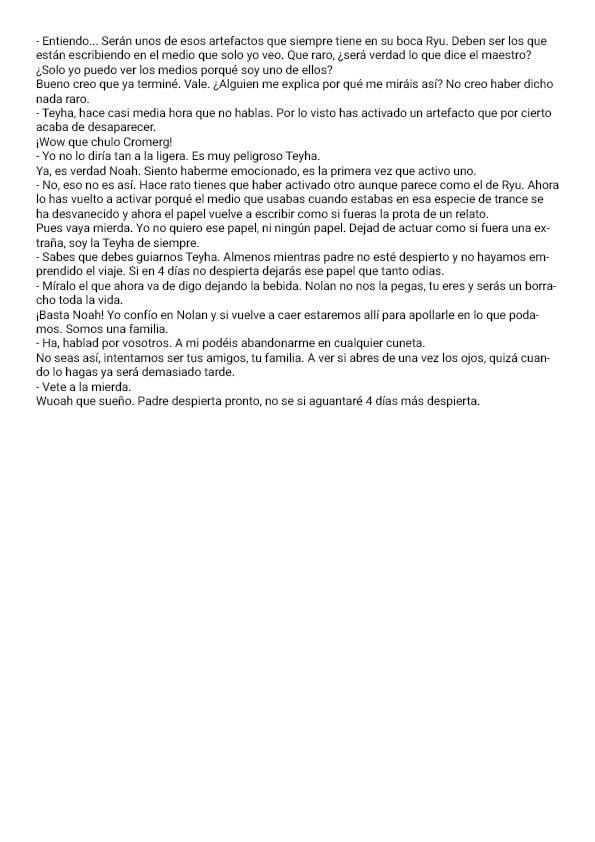 - Entiendo... Serán unos de esos artefactos que siempre tiene en su boca Ryu. Deben ser los que
están escribiendo en el medio que solo yo veo. Que raro, ¿será verdad lo que dice el maestro?
¿Solo yo puedo ver los medios porqué soy uno de ellos?
Bueno creo que ya terminé. Vale. ¿Alguien me explica por qué me miráis así? No creo haber dicho
nada raro.
- Teyha, hace casi media hora que no hablas. Por lo visto has activado un artefacto que por cierto
acaba de desaparecer.
¡Wow que chulo Cromerg!
- Yo no lo diría tan a la ligera. Es muy peligroso Teyha.
Ya, es verdad Noah. Siento haberme emocionado, es la primera vez que activo uno.
- No, eso no es así. Hace rato tienes que haber activado otro aunque parece como el de Ryu. Ahora
lo has vuelto a activar porqué el medio que usabas cuando estabas en esa especie de trance se
ha desvanecido y ahora el papel vuelve a escribir como si fueras la prota de un relato.
Pues vaya mierda. Yo no quiero ese papel, ni ningún papel. Dejad de actuar como si fuera una ex-
traña, soy la Teyha de siempre.
- Sabes que debes guiarnos Teyha. Almenos mientras padre no esté despierto y no hayamos em-
prendido el viaje. Si en 4 días no despierta dejarás ese papel que tanto odias.
- Míralo el que ahora va de digo dejando la bebida. Nolan no nos la pegas, tu eres y serás un borra-
cho toda la vida.
¡Basta Noah! Yo confío en Nolan y si vuelve a caer estaremos allí para apollarle en lo que poda-
mos. Somos una familia.
- Ha, hablad por vosotros. A mi podéis abandonarme en cualquier cuneta.
No seas así, intentamos ser tus amigos, tu familia. A ver si abres de una vez los ojos, quizá cuan-
do lo hagas ya será demasiado tarde.
- Vete a la mierda.
Wuoah que sueño. Padre despierta pronto, no se si aguantaré 4 días más despierta.